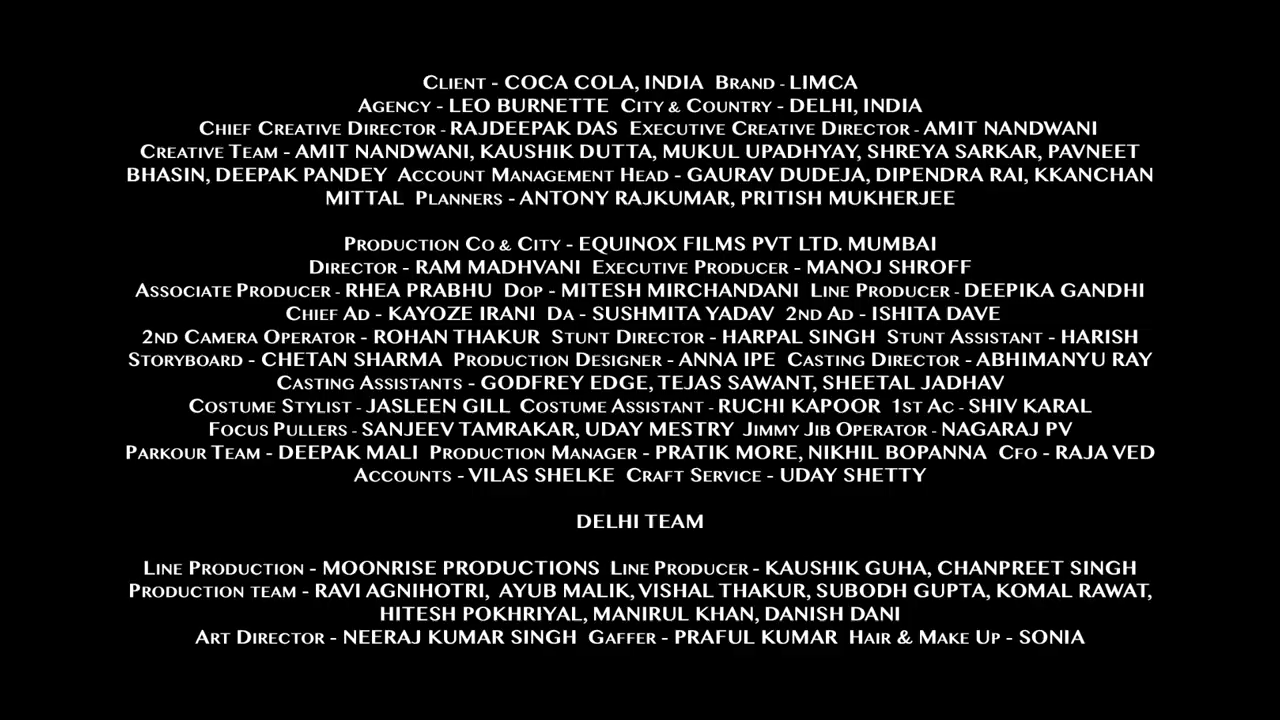 Client - COCA COLA, INDIA Brand - LIMCA
Agency - LEO BURNETTE City & Country - DELHI, INDIA
Chief Creative Director - RAJDEEPAK DAS Executive Creative Director - AMIT NANDWANI
Creative Team - AMIT NANDWANI, KAUSHIK DUTTA, MUKUL UPADHYAY, SHREYA SARKAR, PAVNEET
BHASIN, DEEPAK PANDEY Account Management Head - GAURAV DUDEJA, DIPENDRA RAI, KKANCHAN
MITTAL Planners - ANTONY RAJKUMAR, PRITISH MUKHERJEE
Production Co & City - EQUINOX FILMS PVT LTD. MUMBAI
Director - RAM MADHVANI Executive Producer - MANOJ SHROFF
Associate Producer - RHEA PRABHU Dop - MITESH MIRCHANDANI Line Producer - DEEPIKA GANDHI
Chief Ad - KAYOZE IRANI Da - SUSHMITA YADAV 2nd Ad - ISHITA DAVE
2nd Camera Operator - ROHAN THAKUR Stunt Director - HARPAL SINGH Stunt Assistant - HARISH
Storyboard - CHETAN SHARMA Production Designer - ANNA IPE Casting Director - ABHIMANYU RAY
Casting Assistants - GODFREY EDGE, TEJAS SAWANT, SHEETAL JADHAV
Costume Stylist - JASLEEN GILL Costume Assistant - RUCHI KAPOOR 1st Ac - SHIV KARAL
Focus Pullers - SANJEEV TAMRAKAR, UDAY MESTRY Jimmy Jib Operator - NAGARAJ PV
Parkour Team - DEEPAK MALI Production Manager - PRATIK MORE, NIKHIL BOPANNA Cfo - RAJA VED
Accounts - VILAS SHELKE Craft Service - UDAY SHETTY
DELHI TEAM
Line Production - MOONRISE PRODUCTIONS Line Producer - KAUSHIK GUHA, CHANPREET SINGH
Production team - RAVI AGNIHOTRI, AYUB MALIK, VISHAL THAKUR, SUBODH GUPTA, KOMAL RAWAT,
HITESH POKHRIYAL, MANIRUL KHAN, DANISH DANI
Art Director - NEERAJ KUMAR SINGH Gaffer - PRAFUL KUMAR Hair & Make Up - SONIA